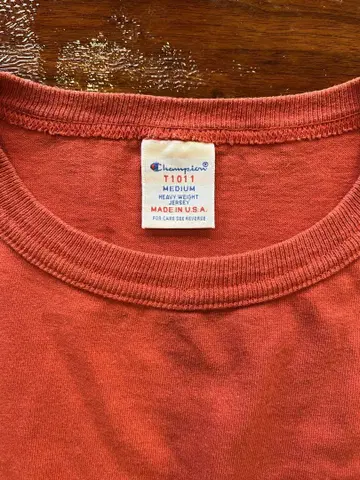 Champion®
T1011
MEDIUM
HEAVY WEIGHT
JERSEY
MADE IN U.S.A.
FOR CARE SEE REVERSE